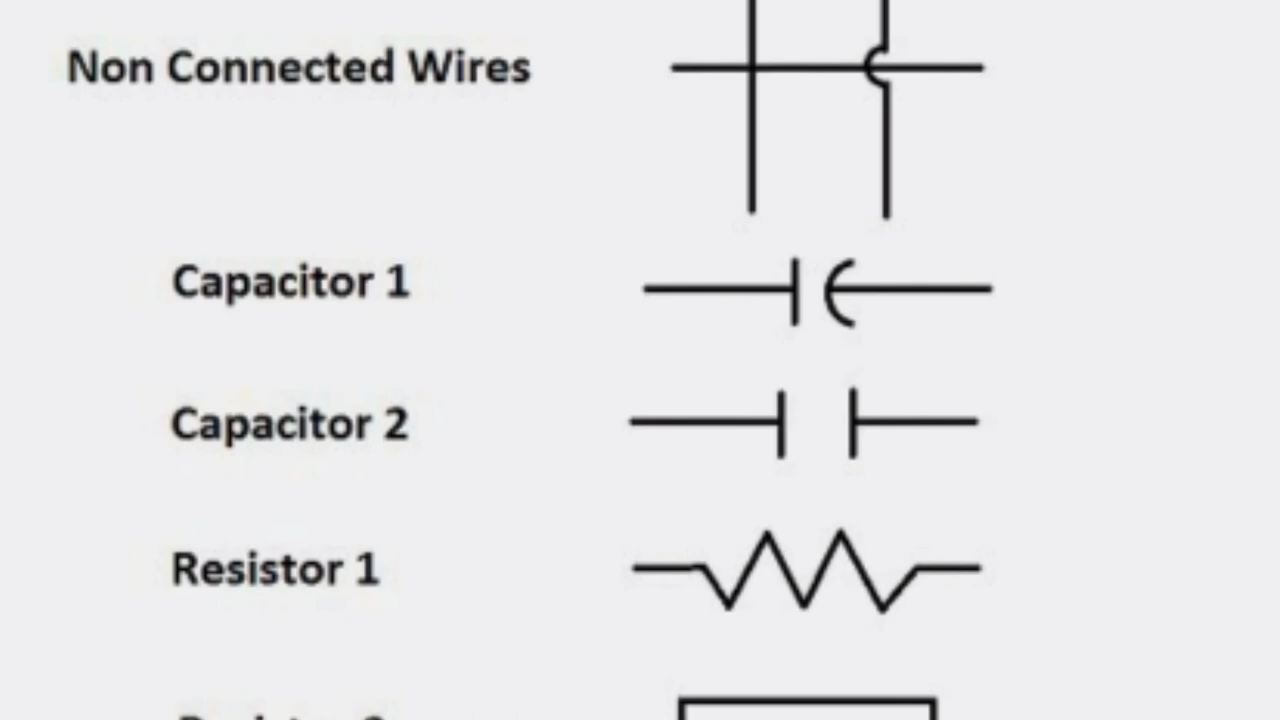 Non Connected Wires
Capacitor 1
Capacitor 2
Resistor 1